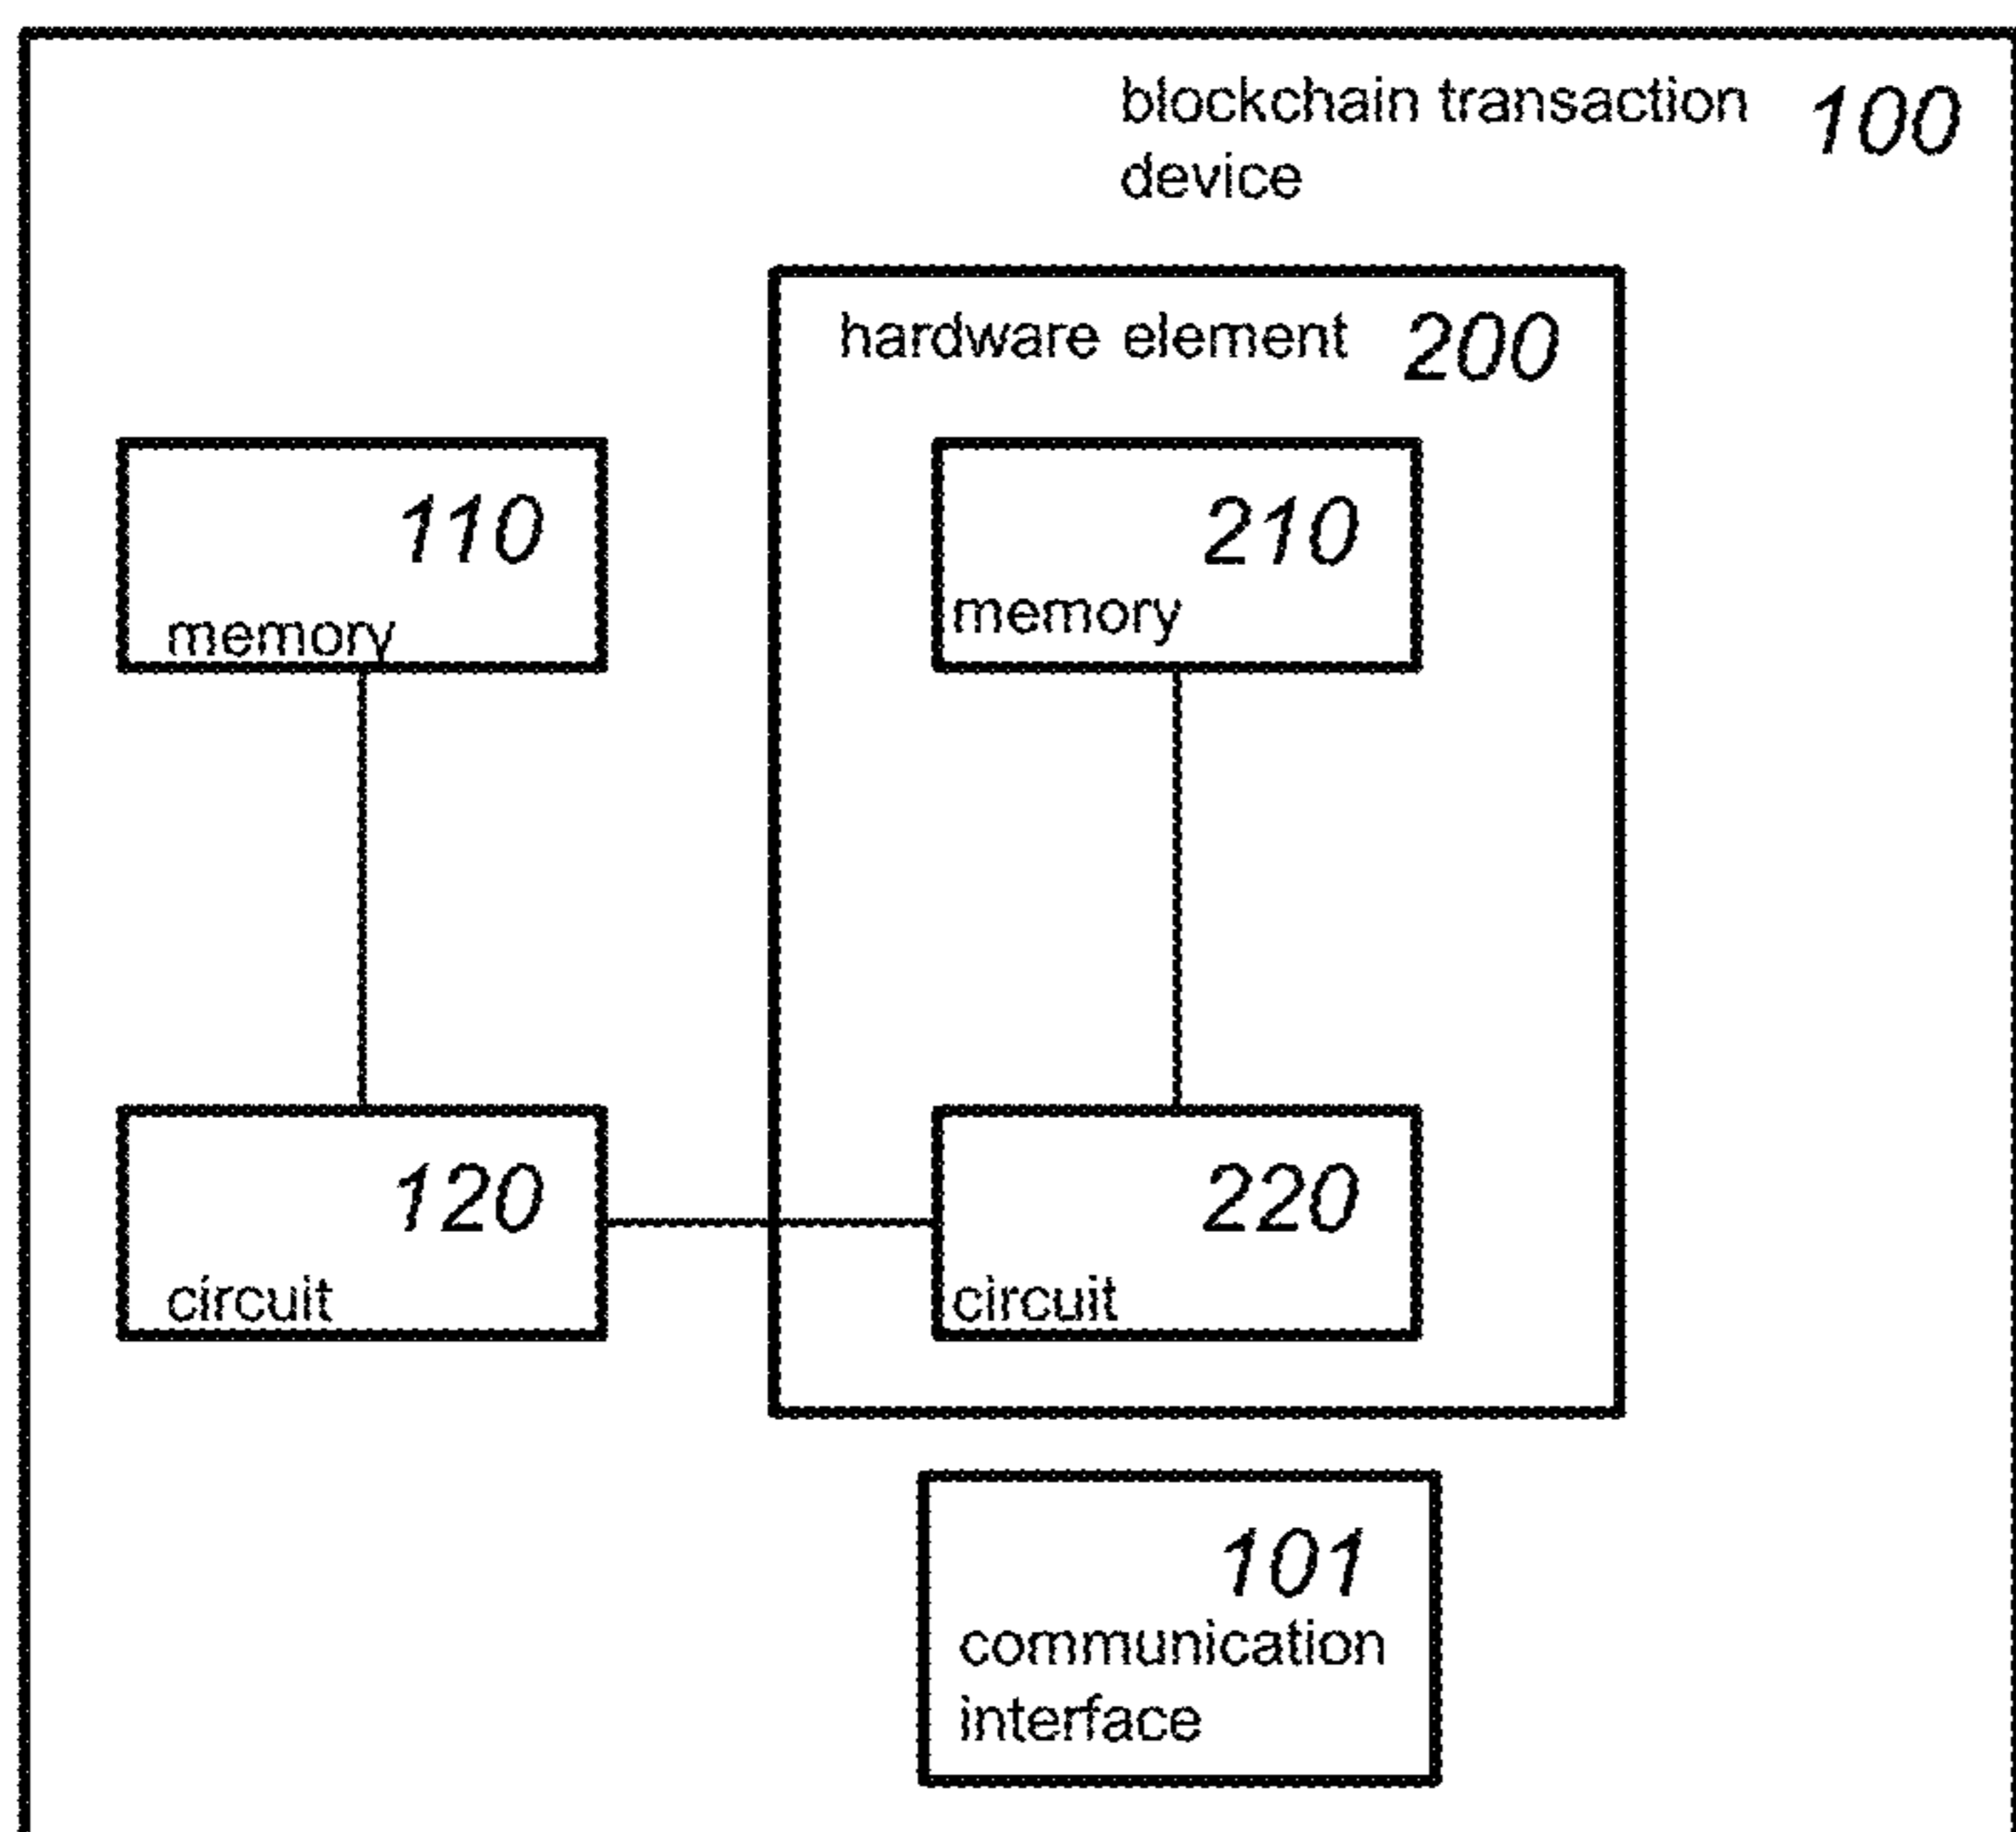 blockchain transaction 100
device
hardware element 200
110
memory
210
memory
120
circuit
220
circuit
101
communication
interface